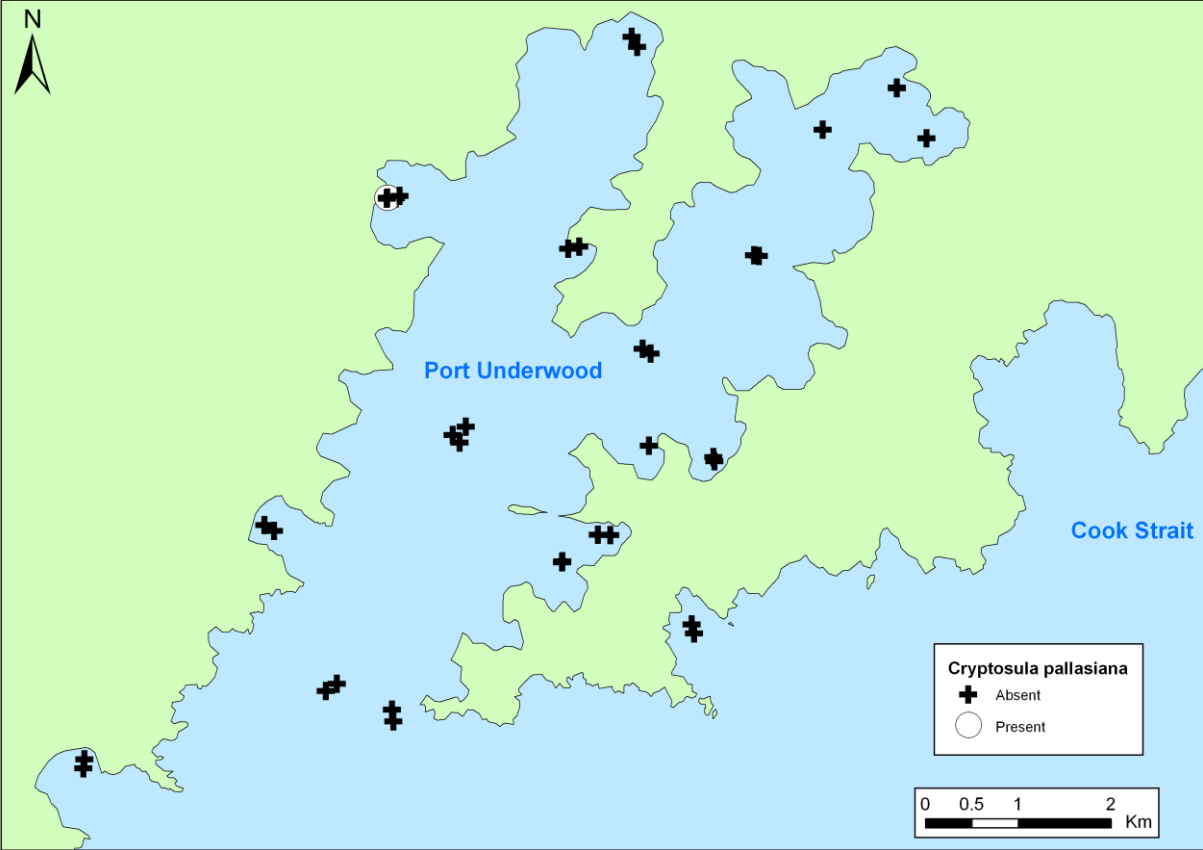 N
Port Underwood
Cook Strait
Cryptosula pallasiana
Absent
Present
0 0.5 1 2
Km